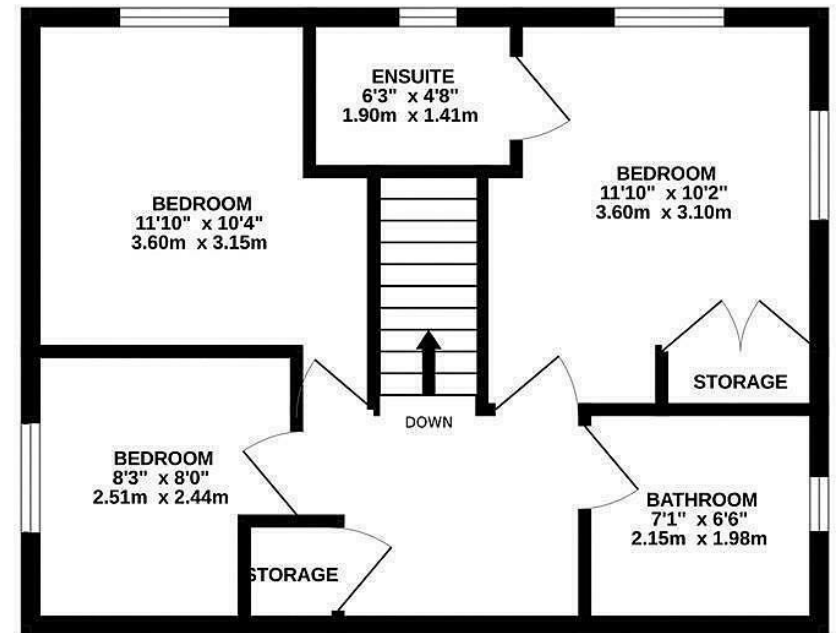 ENSUITE
6'3" x 4'8"
1.90m x 1.41m
BEDROOM
11'10" x 10'4"
3.60m x 3.15m
BEDROOM
11'10" x 10'2"
3.60m x 3.10m
STORAGE
DOWN
BEDROOM
8'3" x 8'0"
2.51m x 2.44m
BATHROOM
7'1" x 6'6"
2.15m x 1.98m
STORAGE